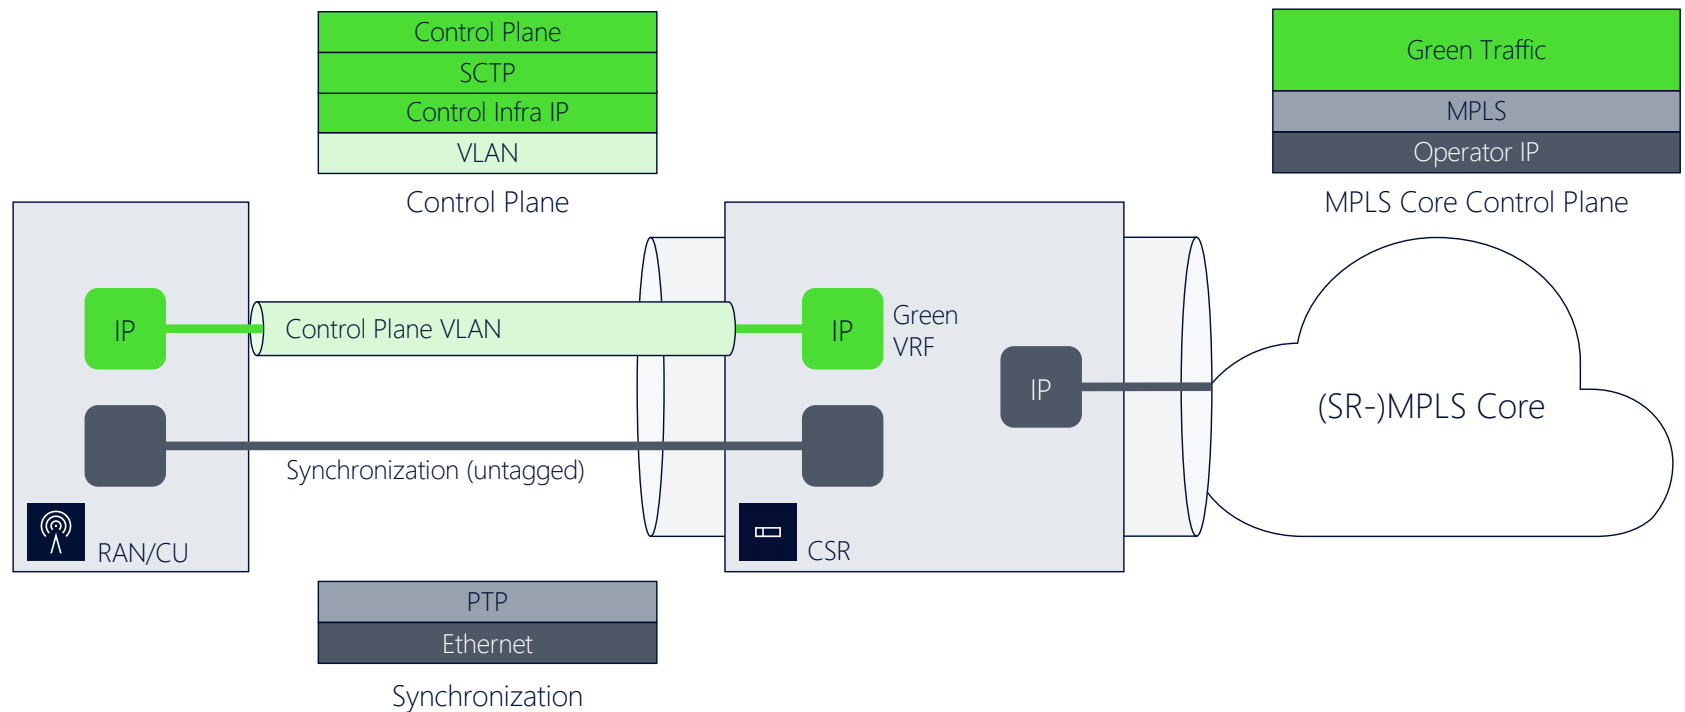 Control Plane
SCTP
Control Infra IP
VLAN
Control Plane
Green Traffic
MPLS
Operator IP
MPLS Core Control Plane
IP
Control Plane VLAN
IP
Green
VRF
IP
(SR-)MPLS Core
Synchronization (untagged)
RAN/CU
CSR
PTP
Ethernet
Synchronization